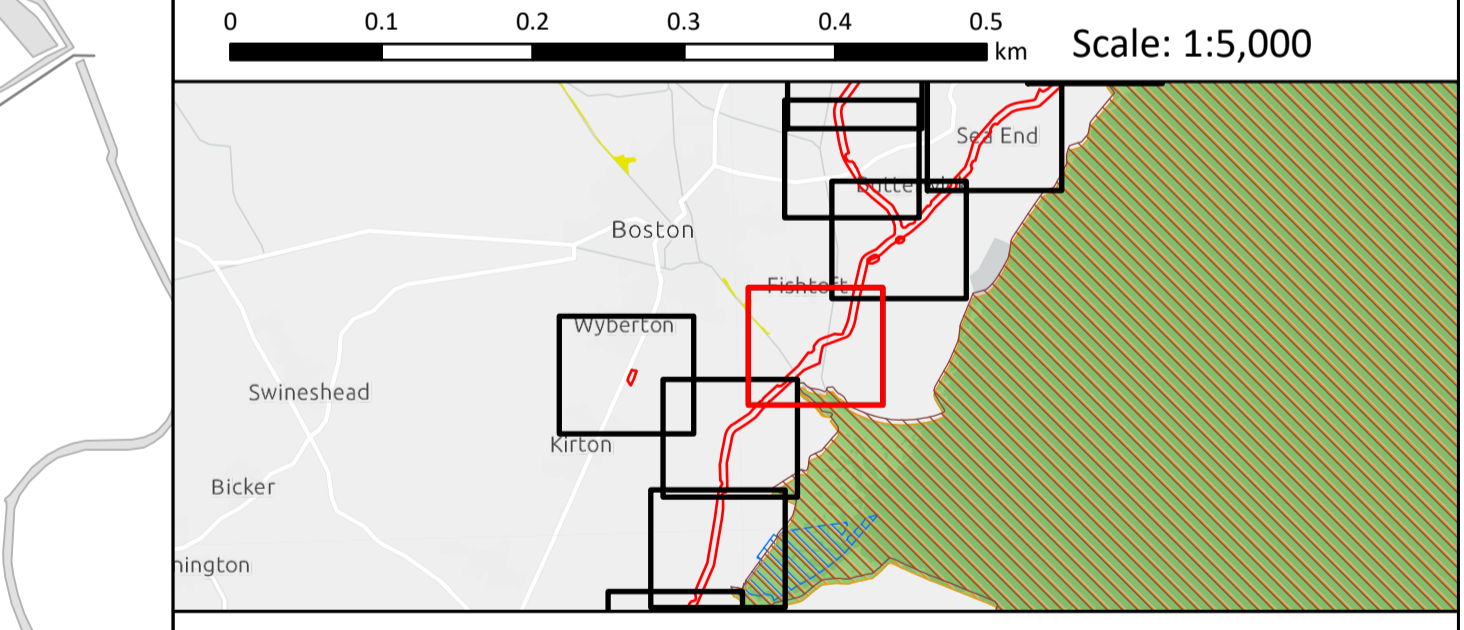 0 0.1 0.2 0.3 0.4 0.5
km
Scale: 1:5,000
Sea End
Boston
Fishtoft
Wyberton
Swineshead
Kirton
Bicker
nington